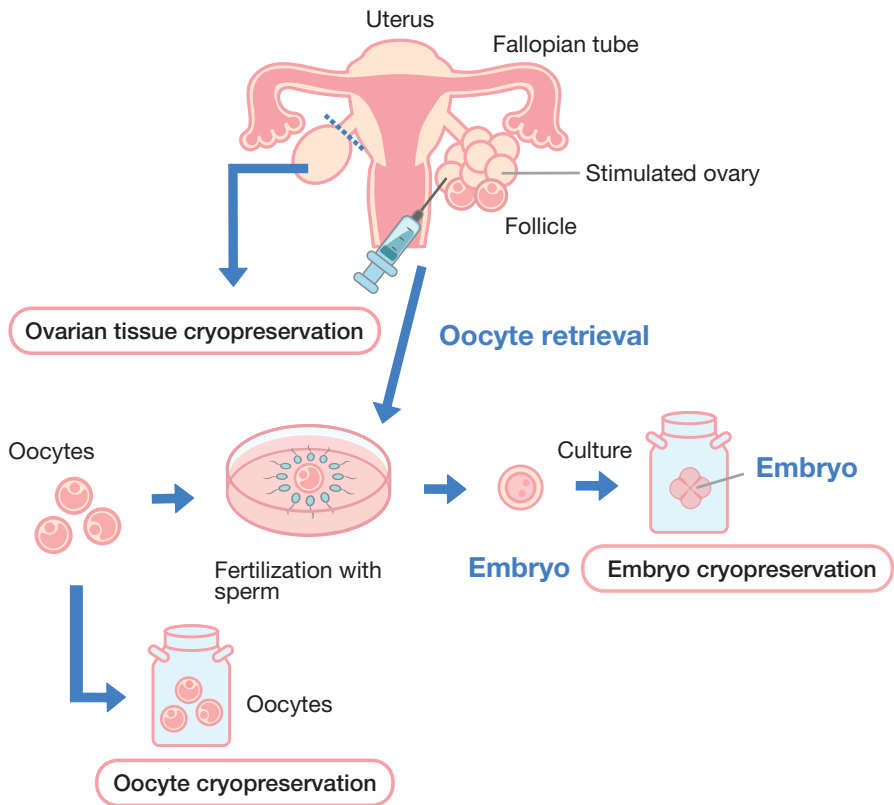 Uterus
Fallopian tube
Stimulated ovary
Follicle
Ovarian tissue cryopreservation
Oocyte retrieval
Oocytes
Culture
Embryo
Fertilization with
sperm
Embryo
Embryo cryopreservation
Oocytes
Oocyte cryopreservation